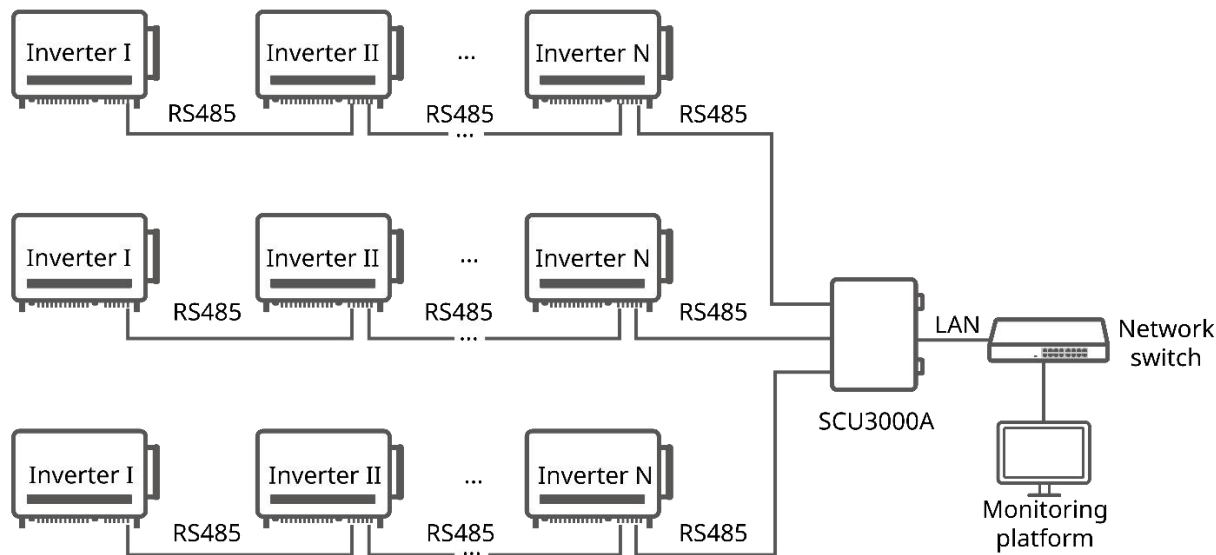 Inverter I
Inverter II
...
Inverter N
RS485
RS485
...
RS485
Inverter I
Inverter II
...
Inverter N
RS485
RS485
...
RS485
LAN
Network
switch
SCU3000A
Inverter I
Inverter II
...
Inverter N
Monitoring
platform
RS485
RS485
...
RS485